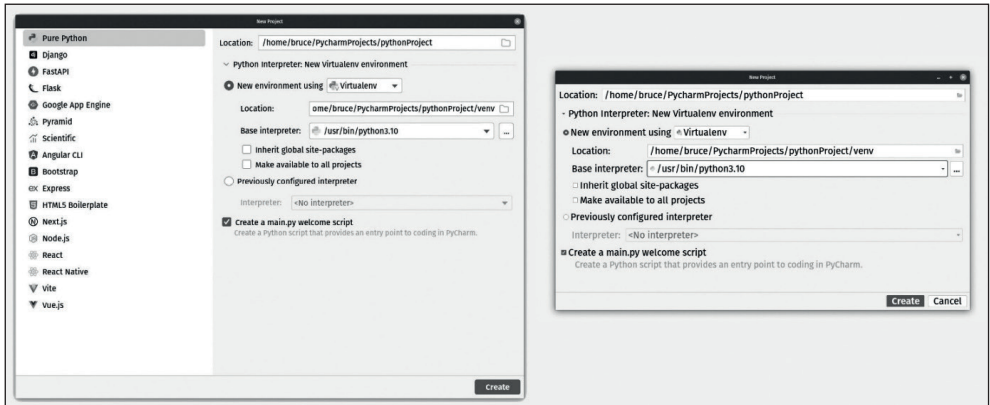 New Project
Pure Python
Django
FastAPI
Flask
Google App Engine
Pyramid
Scientific
Angular CLI
Bootstrap
ex Express
HTML5 Boilerplate
Next.js
Node.js
React
React Native
Vite
Vue.js
Location: /home/bruce/PycharmProjects/pythonProject
Python Interpreter: New Virtualenv environment
New environment using Virtualenv
Location: ome/bruce/PycharmProjects/pythonProject/venv
Base interpreter: /usr/bin/python3.10 ...
Inherit global site-packages
Make available to all projects
Previously configured interpreter
Interpreter: <No interpreter>
Create a main.py welcome script
Create a Python script that provides an entry point to coding in PyCharm.
Create
New Project
Location: /home/bruce/PycharmProjects/pythonProject
Python Interpreter: New Virtualenv environment
New environment using Virtualenv
Location: /home/bruce/PycharmProjects/pythonProject/venv
Base interpreter: /usr/bin/python3.10 ...
Inherit global site-packages
Make available to all projects
Previously configured interpreter
Interpreter: <No interpreter>
Create a main.py welcome script
Create a Python script that provides an entry point to coding in PyCharm.
Create Cancel